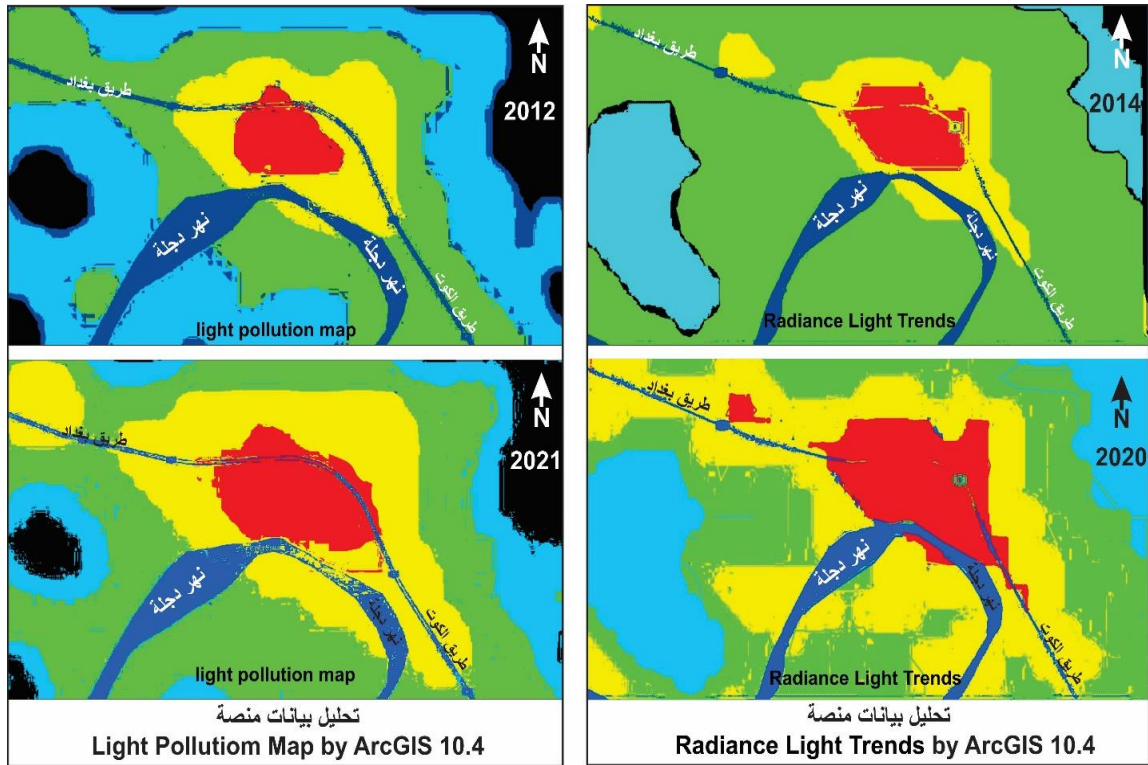 طريق بغداد
N
2012
نهر دجلة
نهر دجلة
طريق الكوت
light pollution map
طريق بغداد
N
2021
نهر دجلة
نهر دجلة
طريق الكوت
light pollution map
تحليل بيانات منصة
Light Pollutiom Map by ArcGIS 10.4
طريق بغداد
N
2014
نهر دجلة
نهر دجلة
طريق الكوت
Radiance Light Trends
طريق بغداد
N
2020
نهر دجلة
نهر دجلة
طريق الكوت
Radiance Light Trends
تحليل بيانات منصة
Radiance Light Trends by ArcGIS 10.4